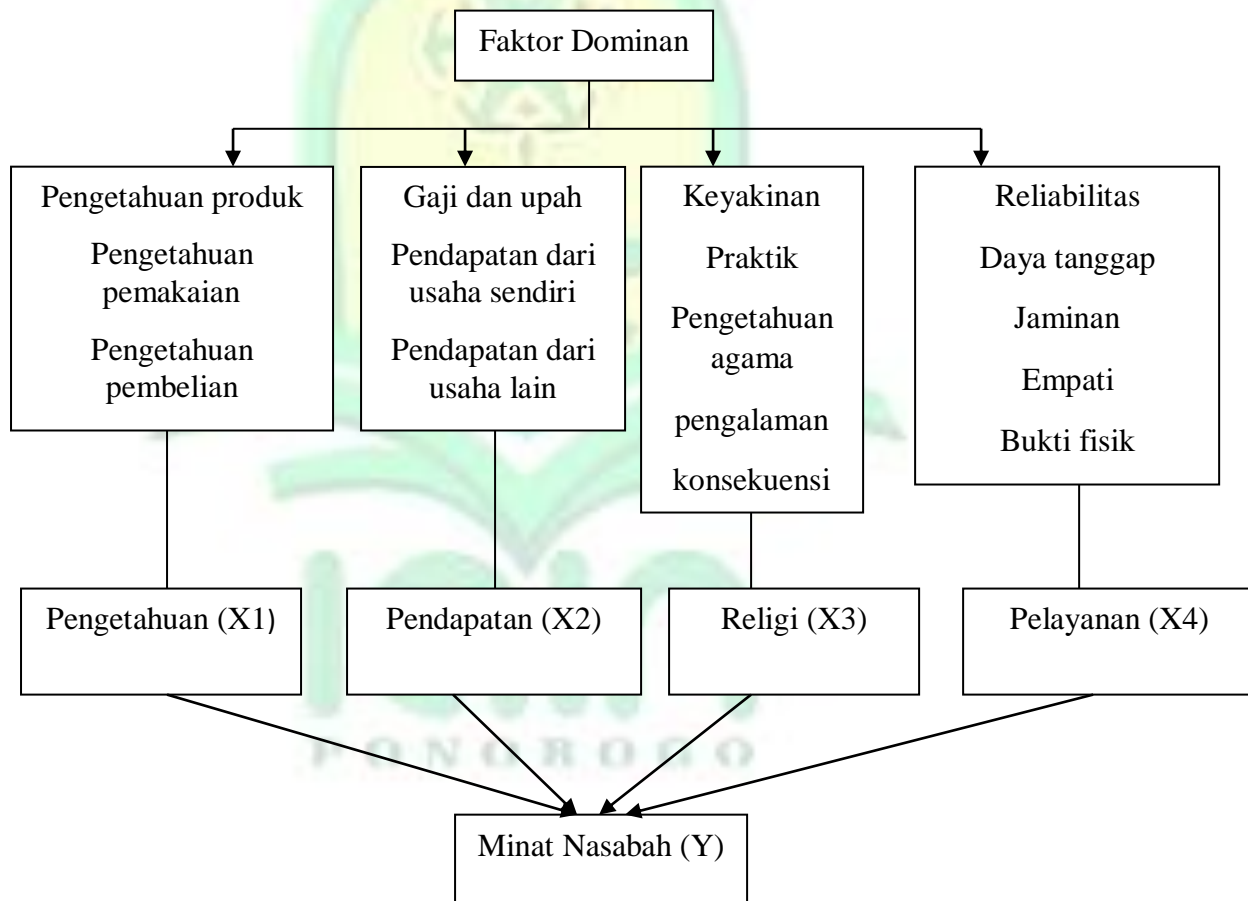 Faktor Dominan
Pengetahuan produk
Pengetahuan
pemakaian
Pengetahuan
pembelian
Gaji dan upah
Pendapatan dari
usaha sendiri
Pendapatan dari
usaha lain
Keyakinan
Praktik
Pengetahuan
agama
pengalaman
konsekuensi
Reliabilitas
Daya tanggap
Jaminan
Empati
Bukti fisik
Pengetahuan (X1)
Pendapatan (X2)
Religi (X3)
Pelayanan (X4)
PONOROGO
Minat Nasabah (Y)